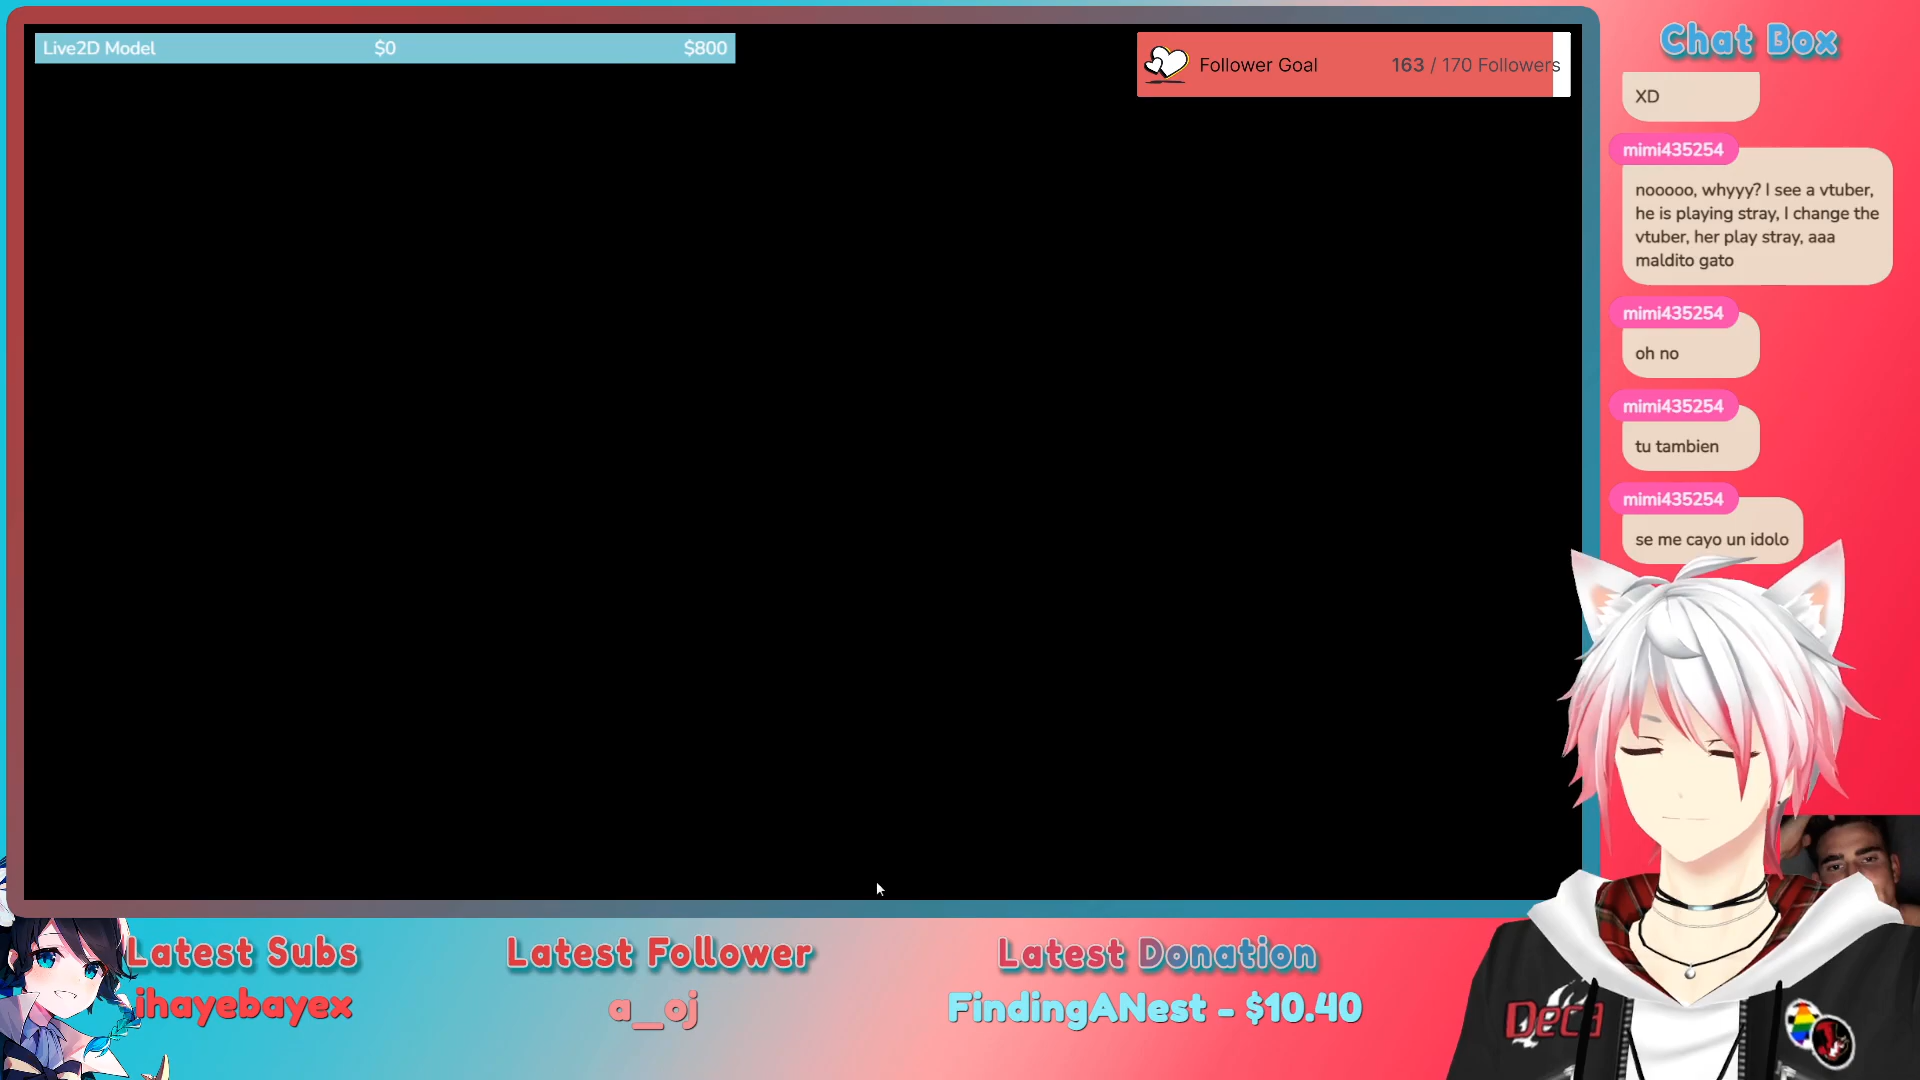 Live2D Model $0 $800
Follower Goal 163 / 170 Followers
Chat Box
XD
mimi435254
nooooo, whyyy? I see a vtuber,
he is playing stray, I change the
vtuber, her play stray, aaa
maldito gato
mimi435254
oh no
mimi435254
tu tambien
mimi435254
se me cayo un idolo
Latest Subs
ihayebayex
Latest Follower
a__oj
Latest Donation
FindingANest - $10.40
Deca